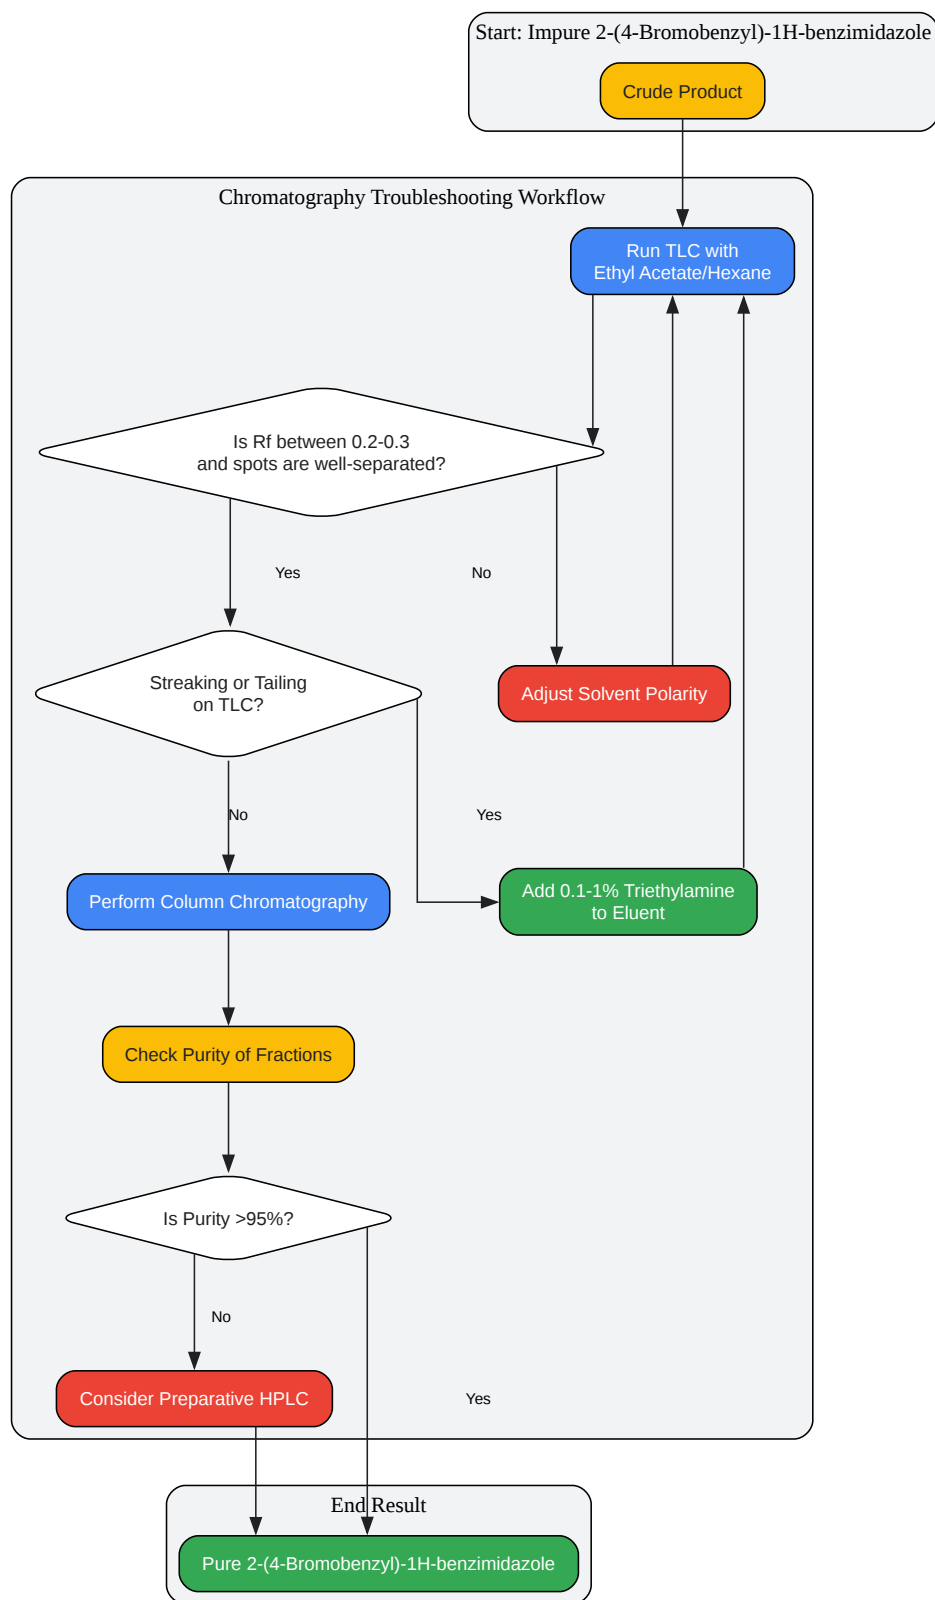 Start: Impure 2-(4-Bromobenzyl)-1H-benzimidazole
Crude Product
Chromatography Troubleshooting Workflow
Run TLC with
Ethyl Acetate/Hexane
Is Rf between 0.2-0.3
and spots are well-separated?
Yes
No
Streaking or Tailing
on TLC?
Adjust Solvent Polarity
No
Yes
Perform Column Chromatography
Add 0.1-1% Triethylamine
to Eluent
Check Purity of Fractions
Is Purity >95%?
No
Consider Preparative HPLC
Yes
End Result
Pure 2-(4-Bromobenzyl)-1H-benzimidazole